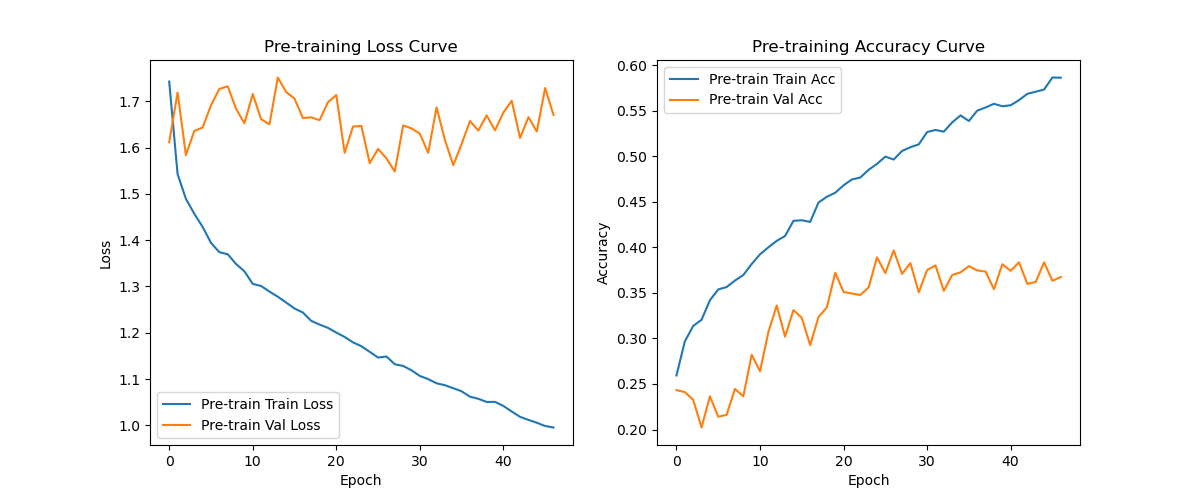 Pre-training Loss Curve
1.7
1.6
1.5
1.4
1.3
1.2
1.1
1.0
Loss
Pre-train Train Loss
Pre-train Val Loss
0 10 20 30 40
Epoch
Pre-training Accuracy Curve
0.60
0.55
0.50
0.45
0.40
0.35
0.30
0.25
0.20
Accuracy
Pre-train Train Acc
Pre-train Val Acc
0 10 20 30 40
Epoch